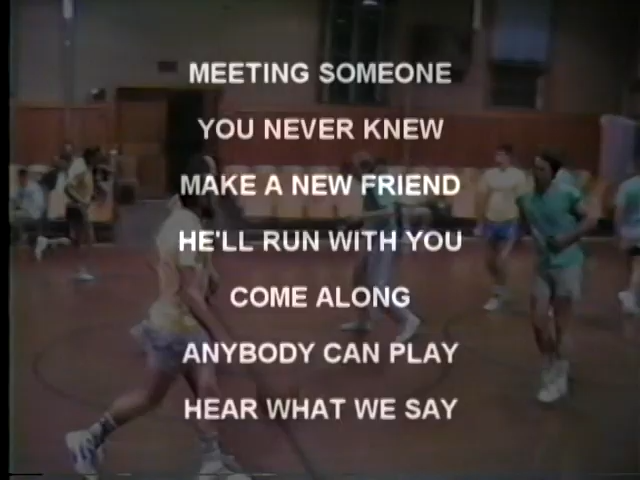 MEETING SOMEONE
YOU NEVER KNEW
MAKE A NEW FRIEND
HE'LL RUN WITH YOU
COME ALONG
ANYBODY CAN PLAY
HEAR WHAT WE SAY